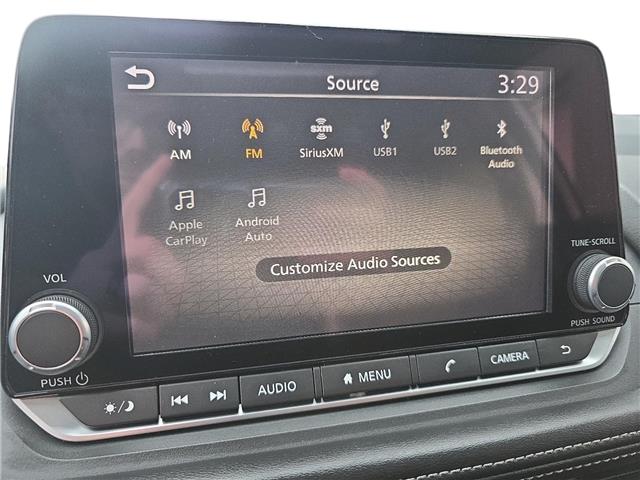 Source 3:29
AM FM sxm SiriusXM USB1 USB2 Bluetooth Audio
Apple CarPlay
Android Auto
Customize Audio Sources
VOL
PUSH
TUNE·SCROLL
PUSH SOUND
AUDIO MENU CAMERA